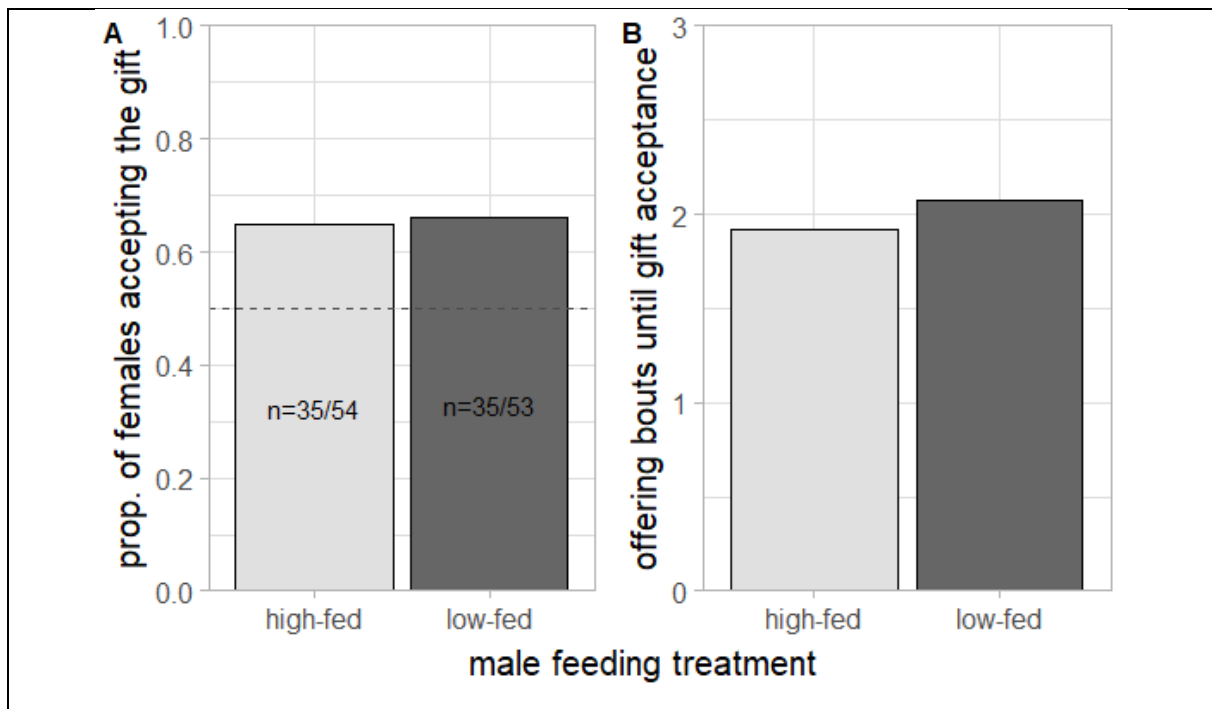 A
prop. of females accepting the gift
1.0
0.8
0.6
0.4
0.2
0.0
n=35/54
n=35/53
high-fed
low-fed
B
offering bouts until gift acceptance
3
2
1
0
high-fed
low-fed
male feeding treatment